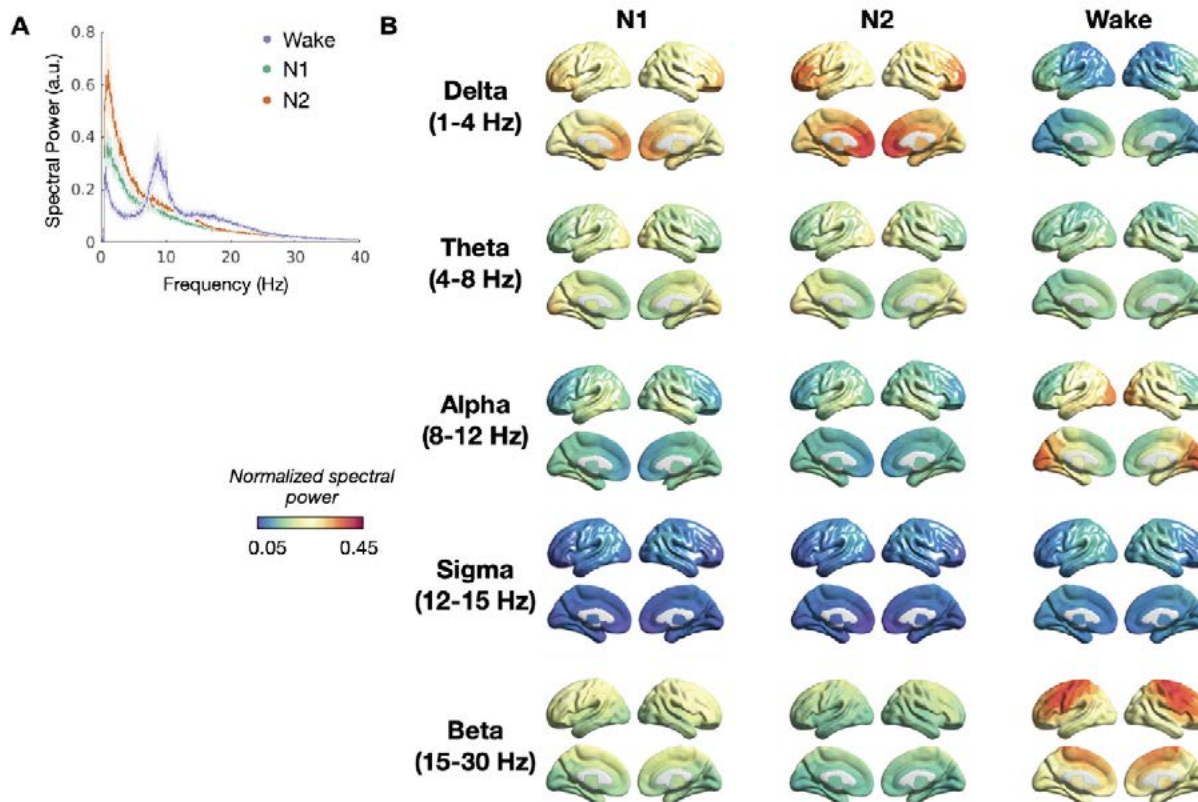 A
Spectral Power (a.u.)
0.8
0.6
0.4
0.2
0
0
10
20
30
40
Frequency (Hz)
Wake
N1
N2
B
N1
N2
Wake
Delta
(1-4 Hz)
Theta
(4-8 Hz)
Alpha
(8-12 Hz)
Sigma
(12-15 Hz)
Beta
(15-30 Hz)
Normalized spectral
power
0.05
0.45